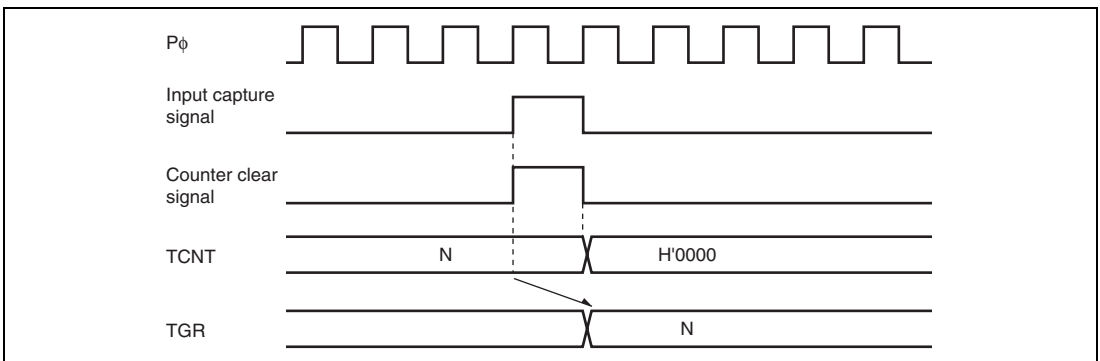 Pϕ
Input capture
signal
Counter clear
signal
TCNT
N
H'0000
TGR
N